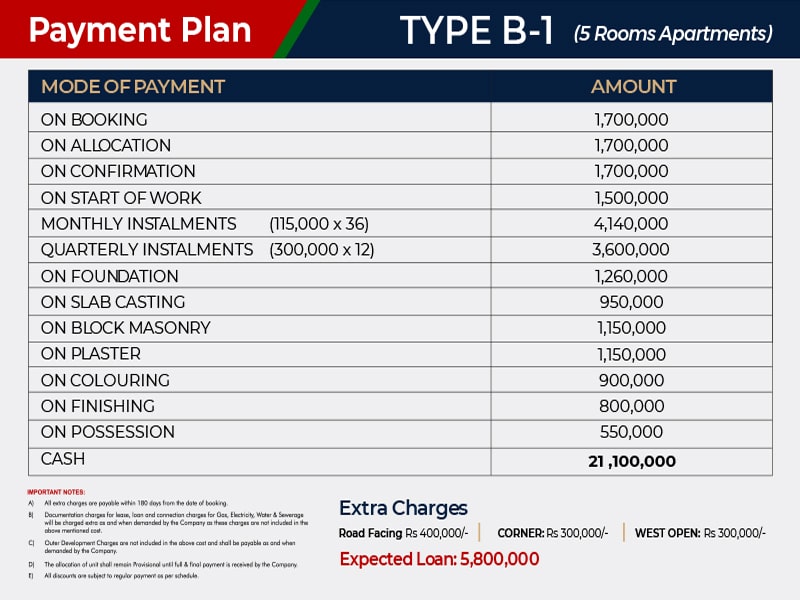 Payment Plan TYPE B-1 (5 Rooms Apartments)
MODE OF PAYMENT AMOUNT
ON BOOKING 1,700,000
ON ALLOCATION 1,700,000
ON CONFIRMATION 1,700,000
ON START OF WORK 1,500,000
MONTHLY INSTALMENTS (115,000 x 36) 4,140,000
QUARTERLY INSTALMENTS (300,000 x 12) 3,600,000
ON FOUNDATION 1,260,000
ON SLAB CASTING 950,000
ON BLOCK MASONRY 1,150,000
ON PLASTER 1,150,000
ON COLOURING 900,000
ON FINISHING 800,000
ON POSSESSION 550,000
CASH 21 ,100,000
IMPORTANT NOTES:
A) All extra charges are payable within 180 days from the date of booking.
B) Documentation charges for lease, loan and connection charges for Gas, Electricity, Water & Sewerage
will be charged extra as and when demanded by the Company as these charges are not included in the
above mentioned cost.
C) Outer Development Charges are not included in the above cost and shall be payable as and when
demanded by the Company.
D) The allocation of unit shall remain Provisional until full & final payment is received by the Company.
E) All discounts are subject to regular payment as per schedule.
Extra Charges
Road Facing Rs 400,000/- CORNER: Rs 300,000/- WEST OPEN: Rs 300,000/-
Expected Loan: 5,800,000